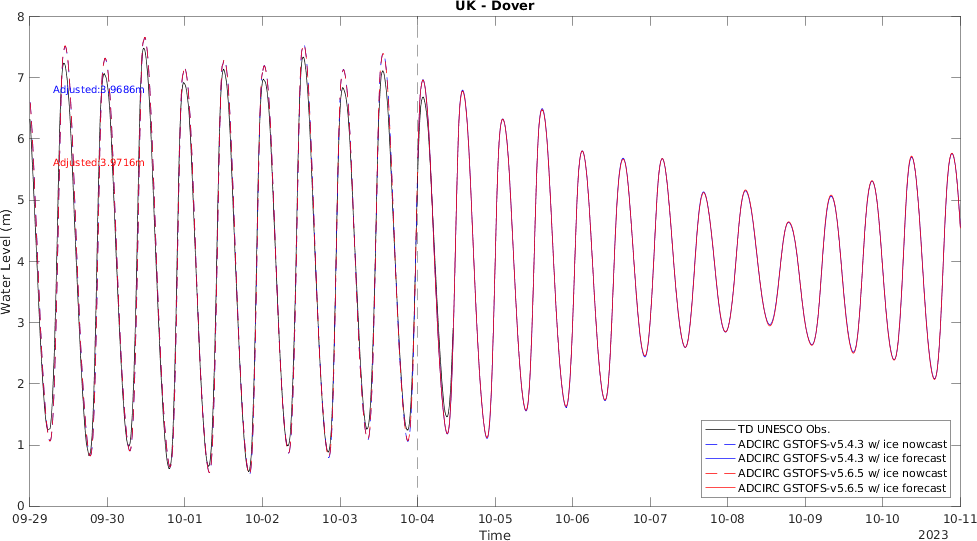 UK - Dover
8
7
6
5
4
3
2
1
0
Water Level (m)
Adjusted:3.9686m
Adjusted:3.9716m
TD UNESCO Obs.
ADCIRC GSTOFS-v5.4.3 w/ ice nowcast
ADCIRC GSTOFS-v5.4.3 w/ ice forecast
ADCIRC GSTOFS-v5.6.5 w/ ice nowcast
ADCIRC GSTOFS-v5.6.5 w/ ice forecast
09-29 09-30 10-01 10-02 10-03 10-04 10-05 10-06 10-07 10-08 10-09 10-10 10-11
Time
2023